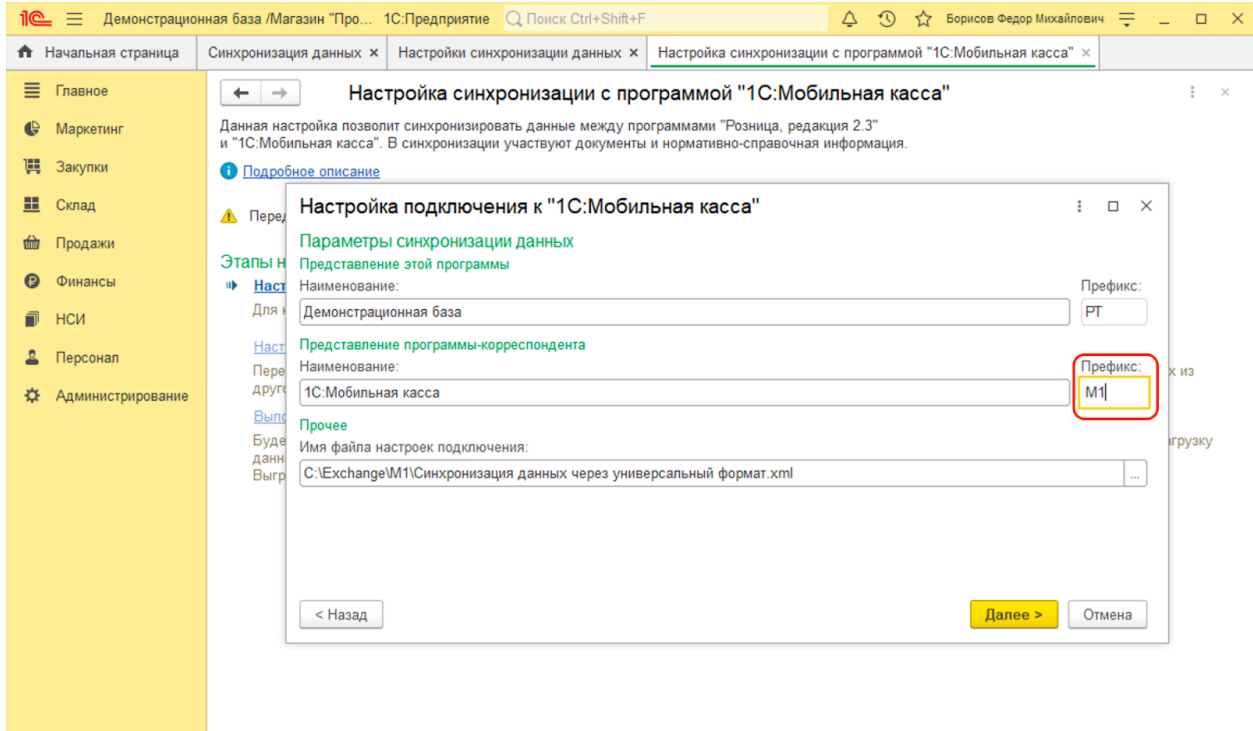 1С Демонстрационная база /Магазин "Про... 1С:Предприятие Поиск Ctrl+Shift+F Борисов Федор Михайлович
Начальная страница Синхронизация данных × Настройки синхронизации данных × Настройка синхронизации с программой "1С:Мобильная касса" ×
Главное
Маркетинг
Закупки
Склад
Продажи
Финансы
НСИ
Персонал
Администрирование
Настройка синхронизации с программой "1С:Мобильная касса"
Данная настройка позволит синхронизировать данные между программами "Розница, редакция 2.3"
и "1С:Мобильная касса". В синхронизации участвуют документы и нормативно-справочная информация.
Подробное описание
Настройка подключения к "1С:Мобильная касса"
Параметры синхронизации данных
Представление этой программы
Наименование: Префикс:
Демонстрационная база РТ
Представление программы-корреспондента
Наименование: Префикс:
1С:Мобильная касса М1
Прочее
Имя файла настроек подключения:
C:\Exchange\М1\Синхронизация данных через универсальный формат.xml ...
< Назад Далее > Отмена